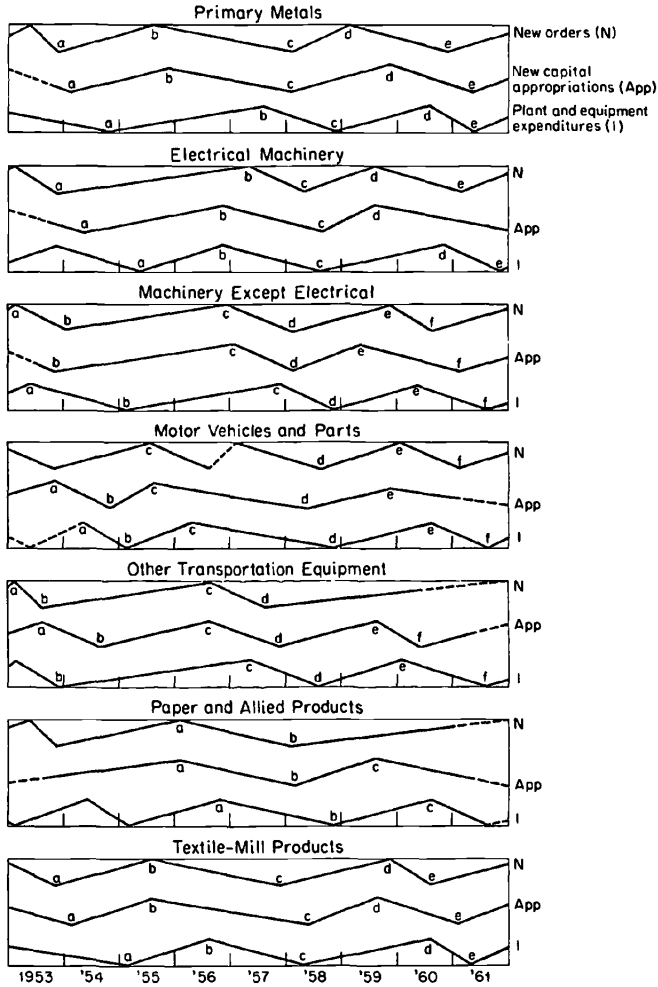 Primary Metals
New orders (N)
a b c d e
New capital
appropriations (App)
a b c d e
Plant and equipment
expenditures (I)
a b c d e
Electrical Machinery
a b c d e N
a b c d App
a b c d e I
Machinery Except Electrical
a b c d e f N
b c d e f App
b c d e f I
Motor Vehicles and Parts
c d e f N
a b c d e App
a b c d e f I
Other Transportation Equipment
a b c d N
a b c d e f App
b c d e f I
Paper and Allied Products
a b N
a b c App
a b c I
Textile-Mill Products
a b c d e N
a b c d e App
a b c d e I
1953 '54 '55 '56 '57 '58 '59 '60 '61